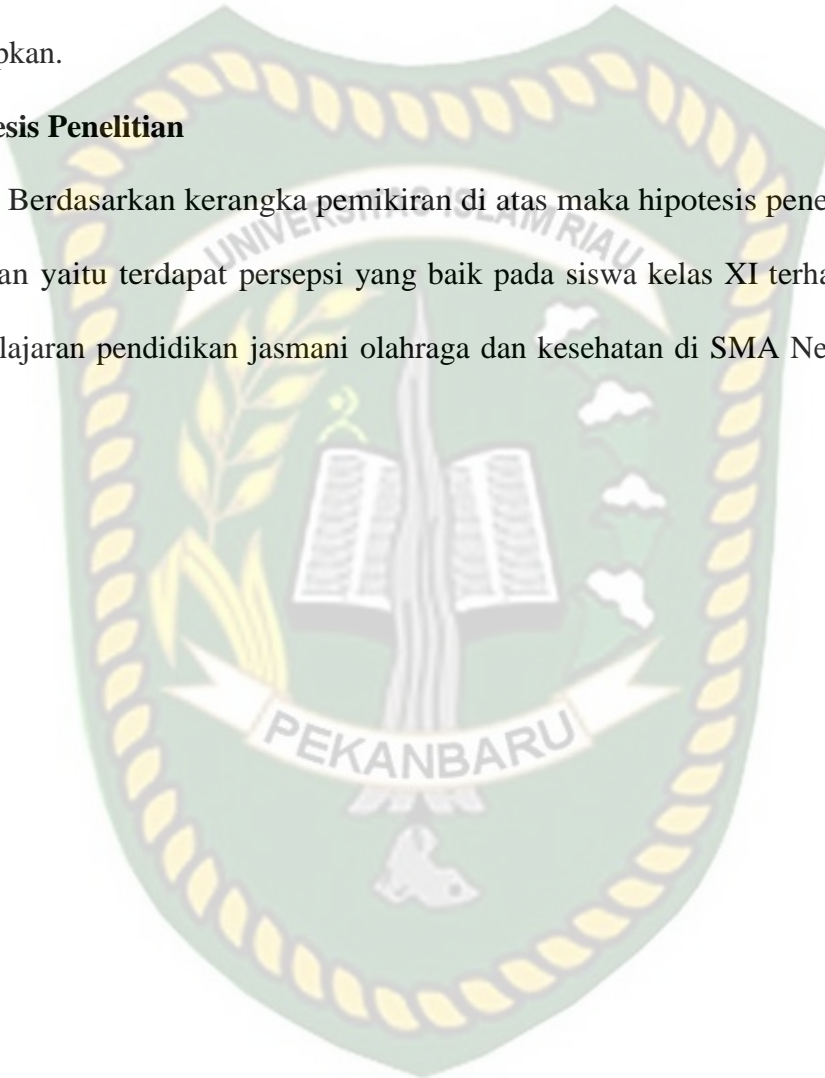 pkan.
esis Penelitian
Berdasarkan kerangka pemikiran di atas maka hipotesis pene
an yaitu terdapat persepsi yang baik pada siswa kelas XI terha
lajaran pendidikan jasmani olahraga dan kesehatan di SMA Ne
UNIVERSITAS ISLAM RIAU
PEKANBARU